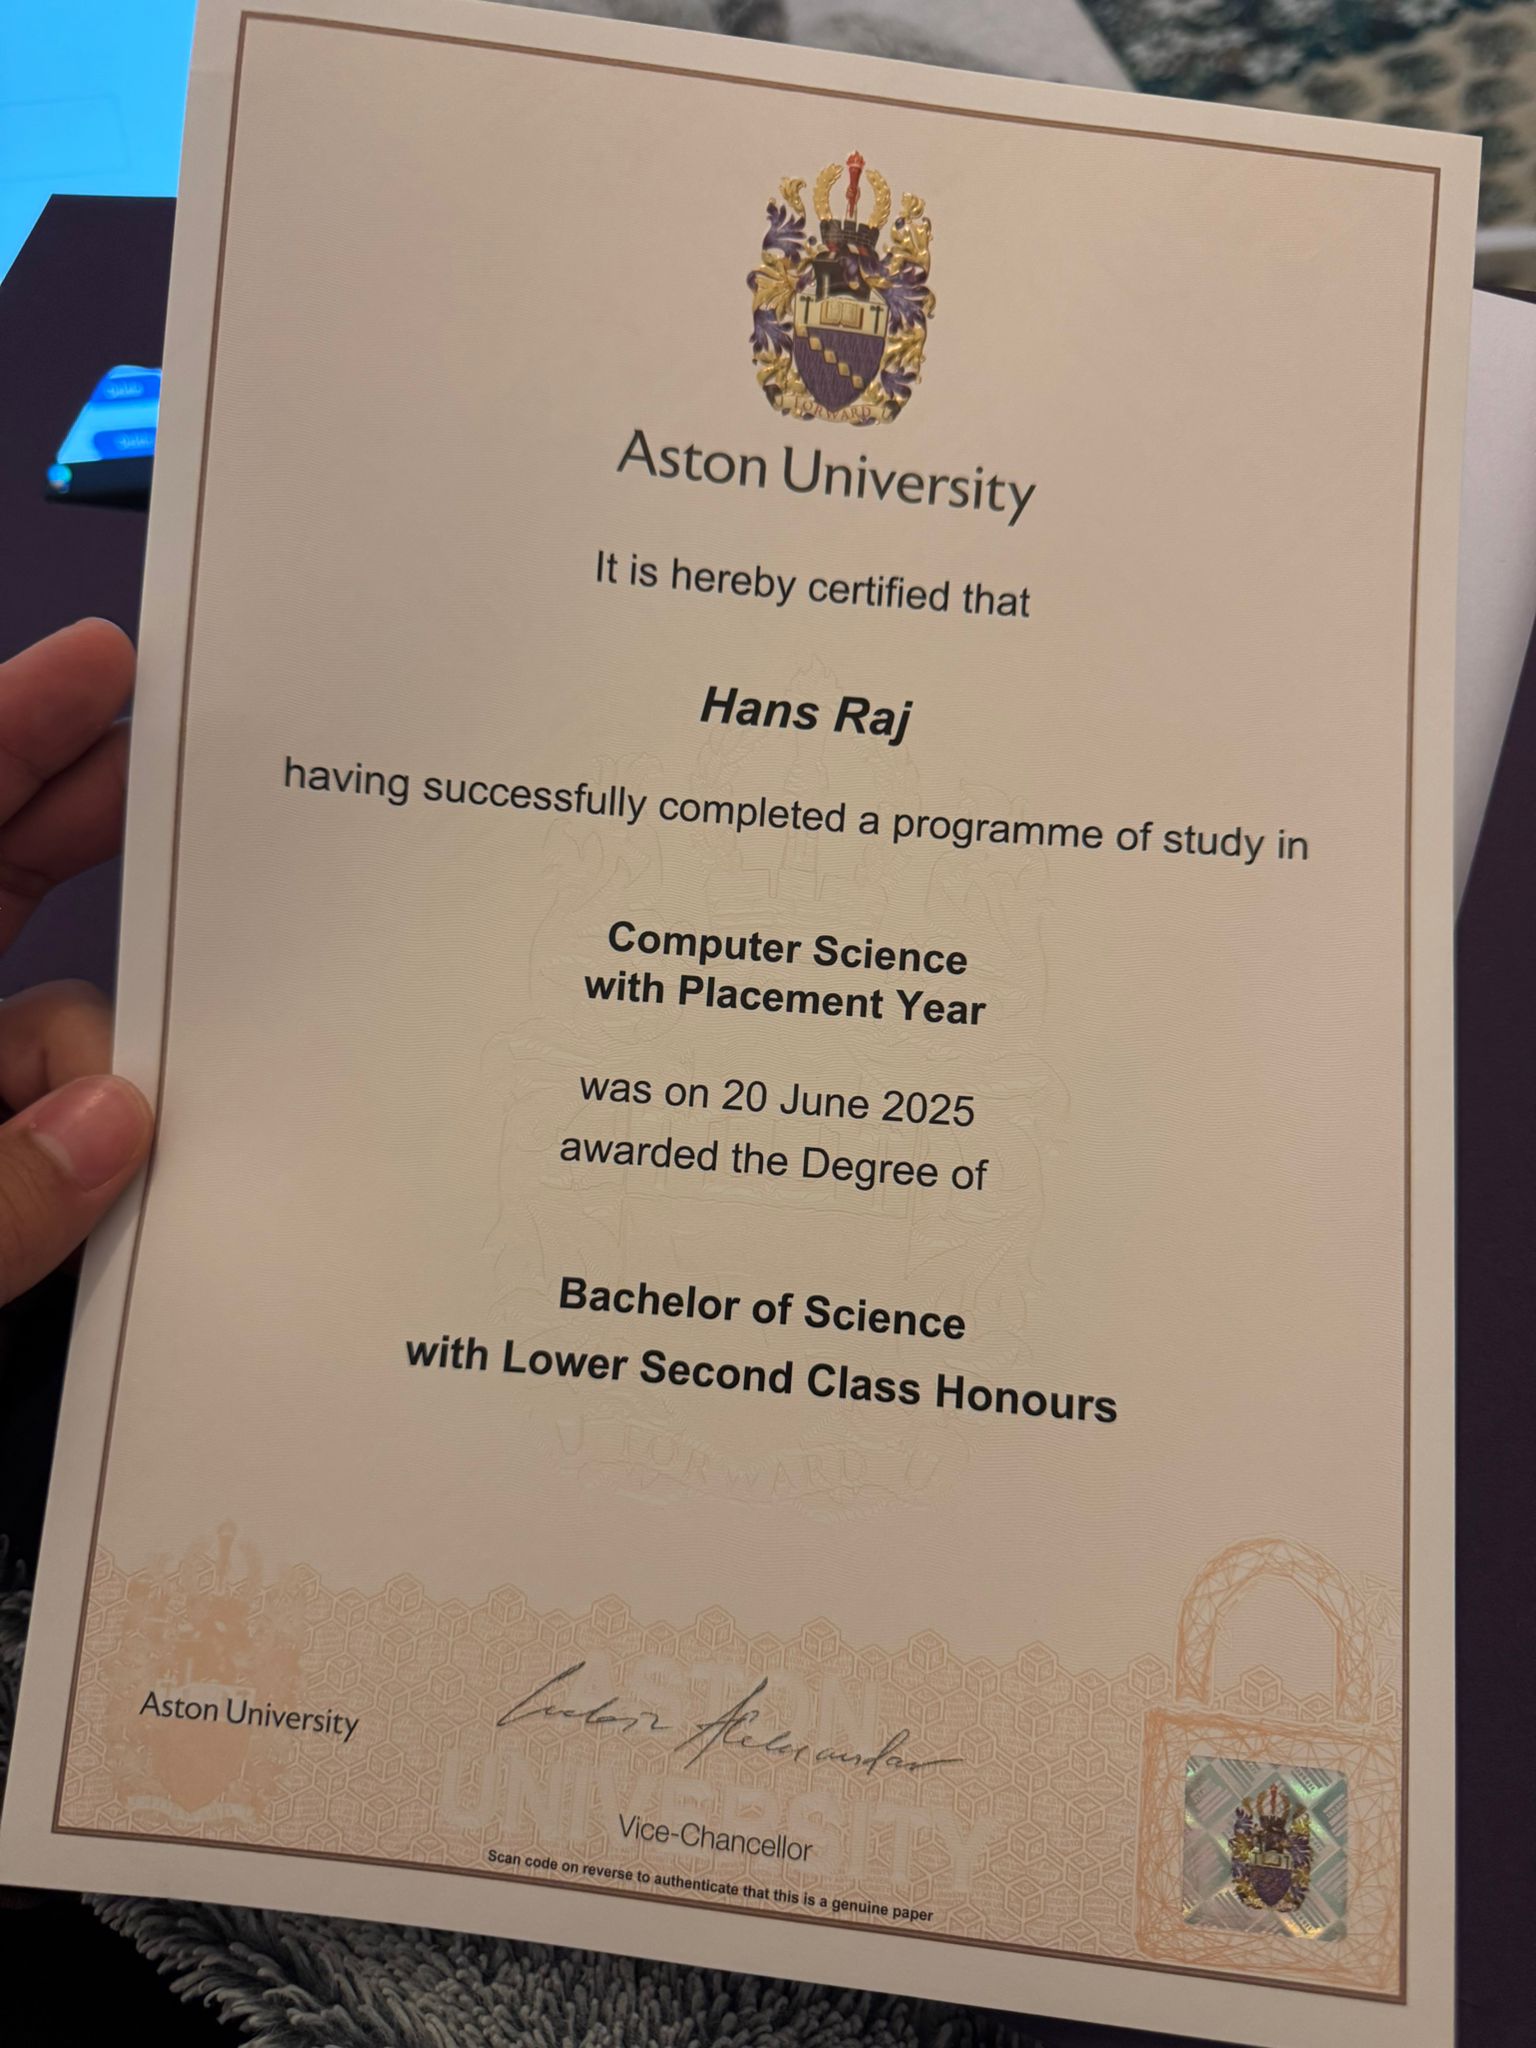 FORWARD
Aston University
It is hereby certified that
Hans Raj
having successfully completed a programme of study in
Computer Science
with Placement Year
was on 20 June 2025
awarded the Degree of
Bachelor of Science
with Lower Second Class Honours
FORWARD
ASTON
UNIVERSITY
Aston University
Vice-Chancellor
Scan code on reverse to authenticate that this is a genuine paper